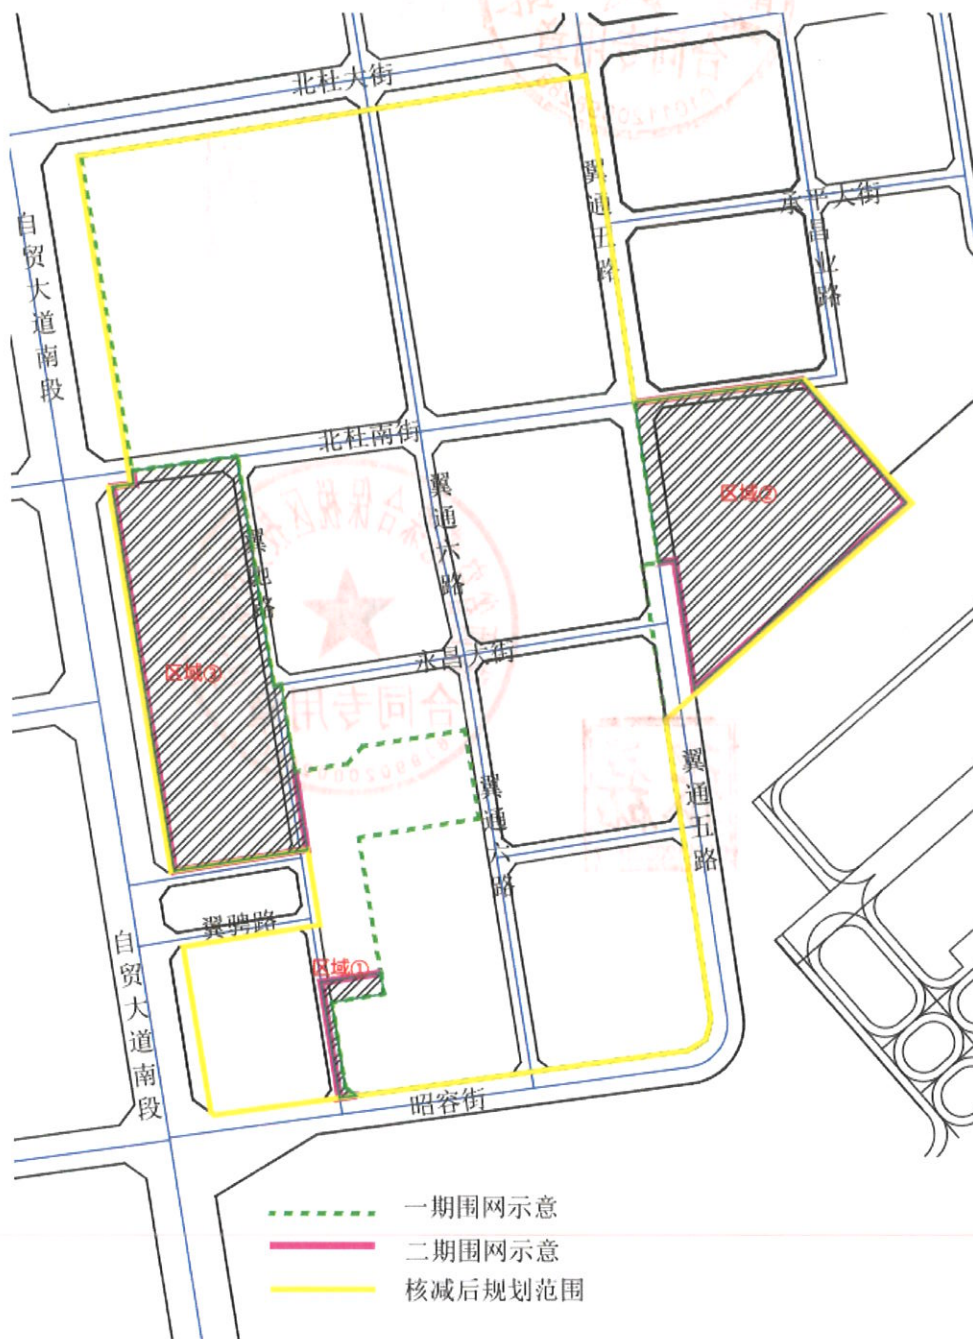 北杜大街
自贸大道南段
翼通五路
承平大街
昌业路
北杜南街
翼通六路
区域②
区域③
永昌大街
翼通六路
翼通五路
翼骋路
区域①
自贸大道南段
昭容街
一期围网示意
二期围网示意
核减后规划范围